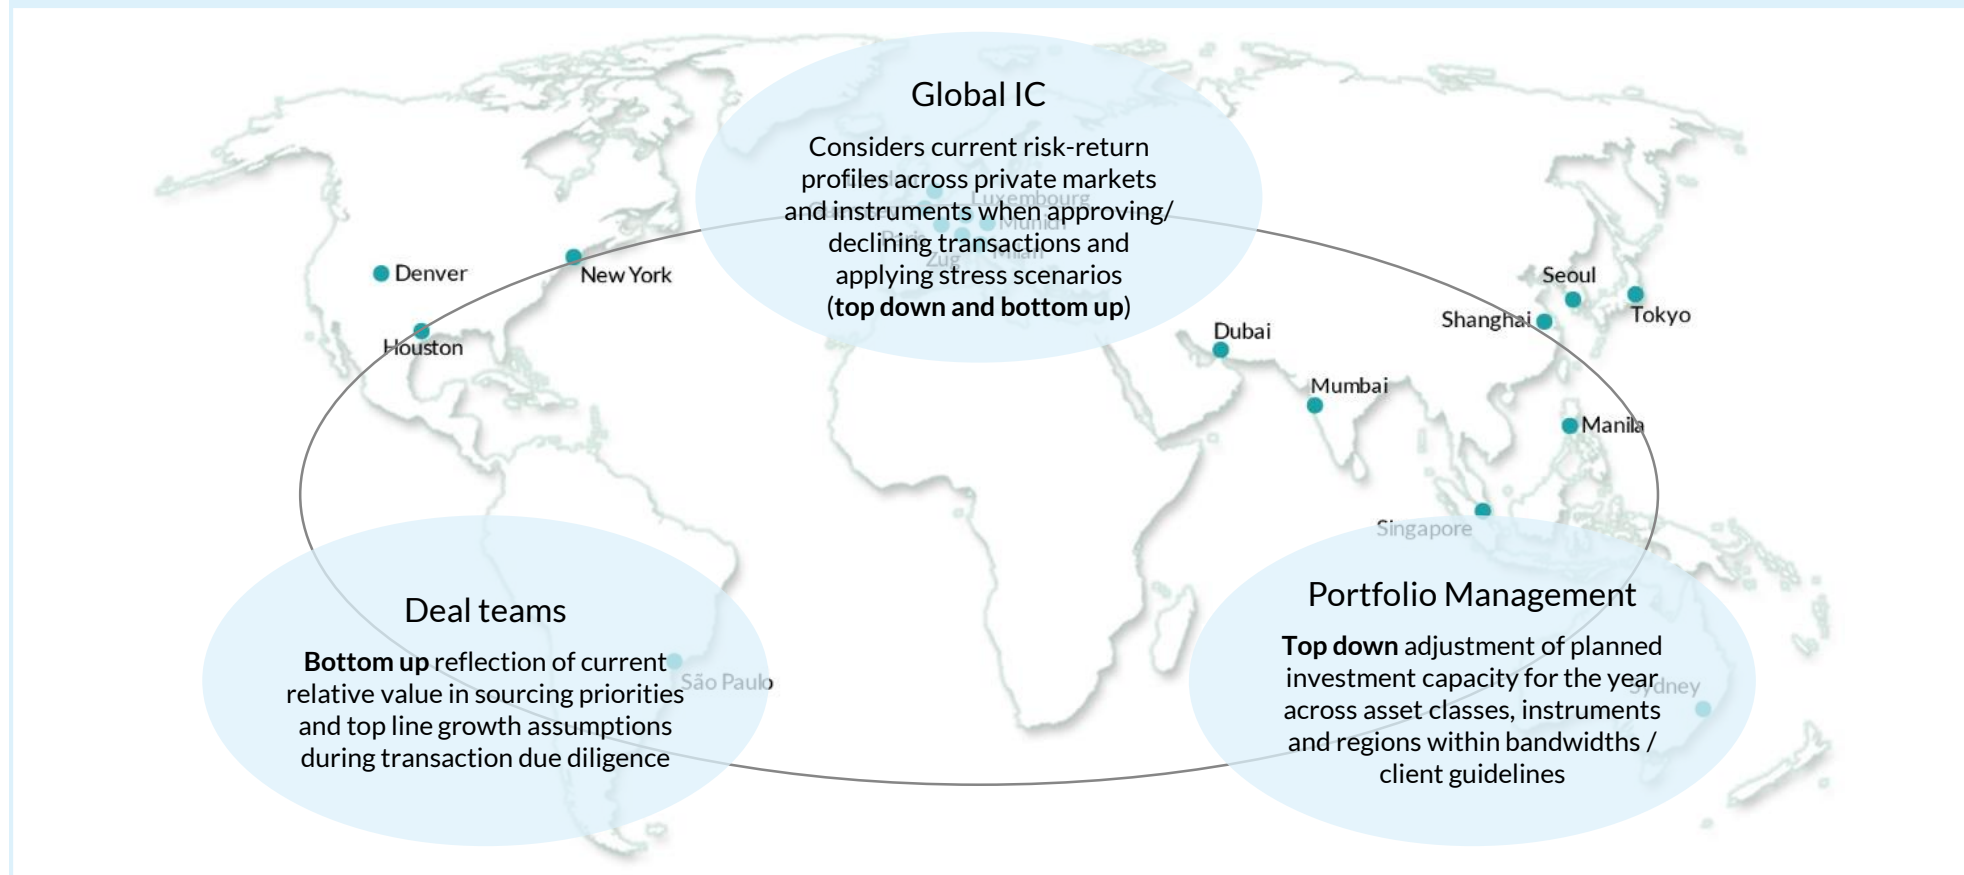 Global IC
Considers current risk-return
profiles across private markets
and instruments when approving/
declining transactions and
applying stress scenarios
(top down and bottom up)
Luxembourg
Munich
Paris
Milan
Zug
Denver
New York
Houston
Seoul
Tokyo
Shanghai
Dubai
Mumbai
Manila
Singapore
Deal teams
Bottom up reflection of current
relative value in sourcing priorities
and top line growth assumptions
during transaction due diligence
São Paulo
Portfolio Management
Top down adjustment of planned
investment capacity for the year
across asset classes, instruments
and regions within bandwidths /
client guidelines
Sydney